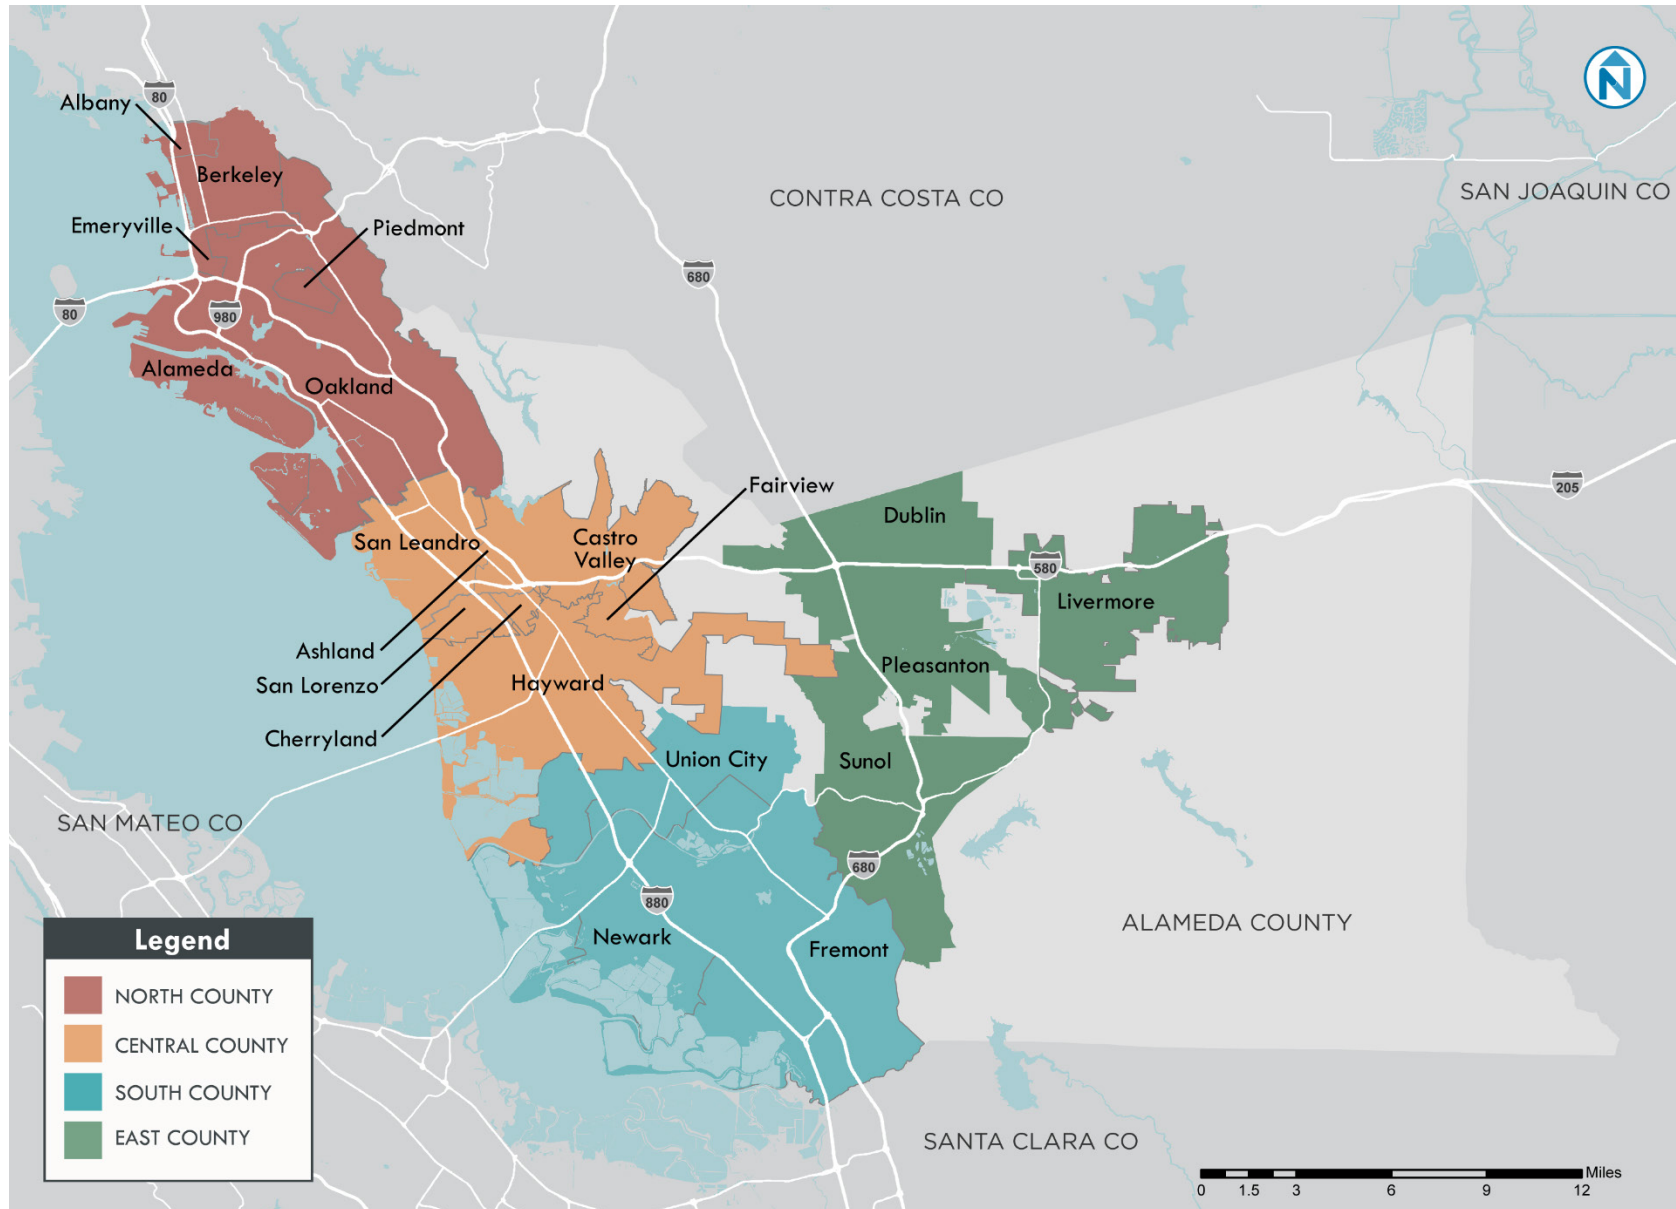 80
Albany
N
Berkeley
CONTRA COSTA CO
SAN JOAQUIN CO
Emeryville
Piedmont
680
80
980
Alameda
Oakland
Fairview
205
Dublin
San Leandro
Castro
Valley
580
Livermore
Ashland
San Lorenzo
Hayward
Pleasanton
Cherryland
Union City
Sunol
SAN MATEO CO
680
880
ALAMEDA COUNTY
Newark
Fremont
Legend
NORTH COUNTY
CENTRAL COUNTY
SOUTH COUNTY
EAST COUNTY
SANTA CLARA CO
Miles
0 1.5 3 6 9 12